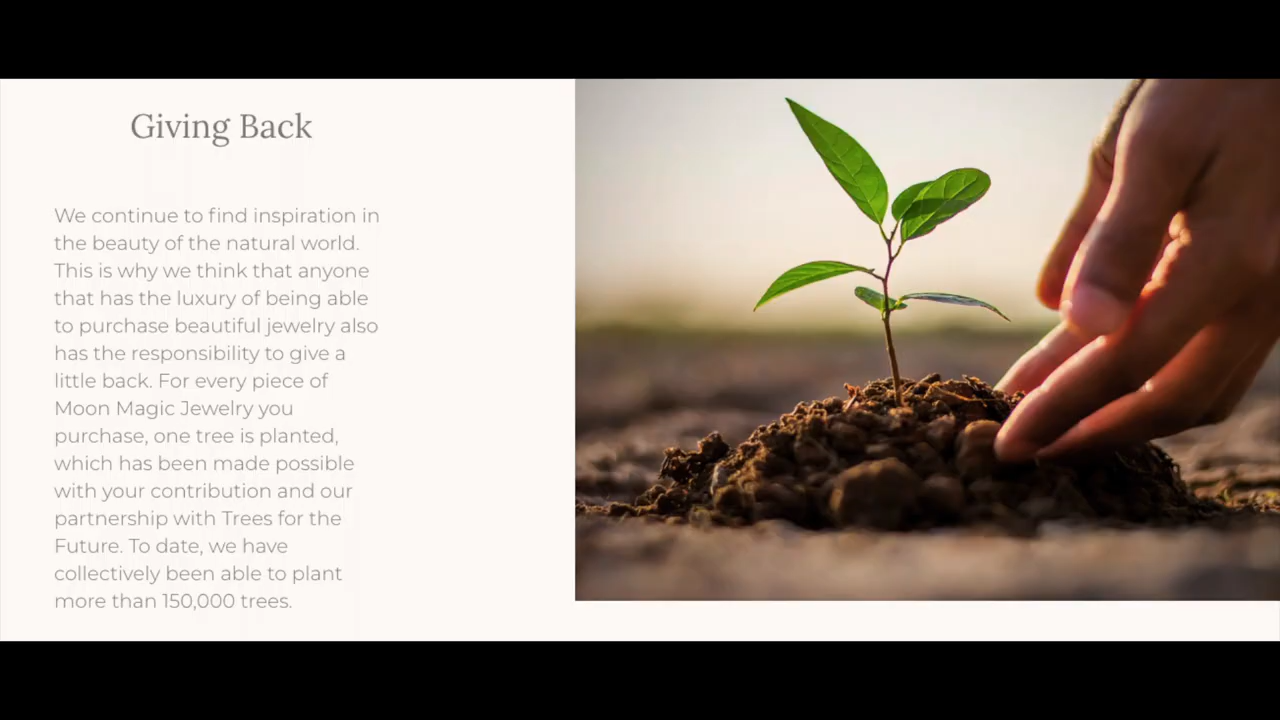 Giving Back
We continue to find inspiration in
the beauty of the natural world.
This is why we think that anyone
that has the luxury of being able
to purchase beautiful jewelry also
has the responsibility to give a
little back. For every piece of
Moon Magic Jewelry you
purchase, one tree is planted,
which has been made possible
with your contribution and our
partnership with Trees for the
Future. To date, we have
collectively been able to plant
more than 150,000 trees.